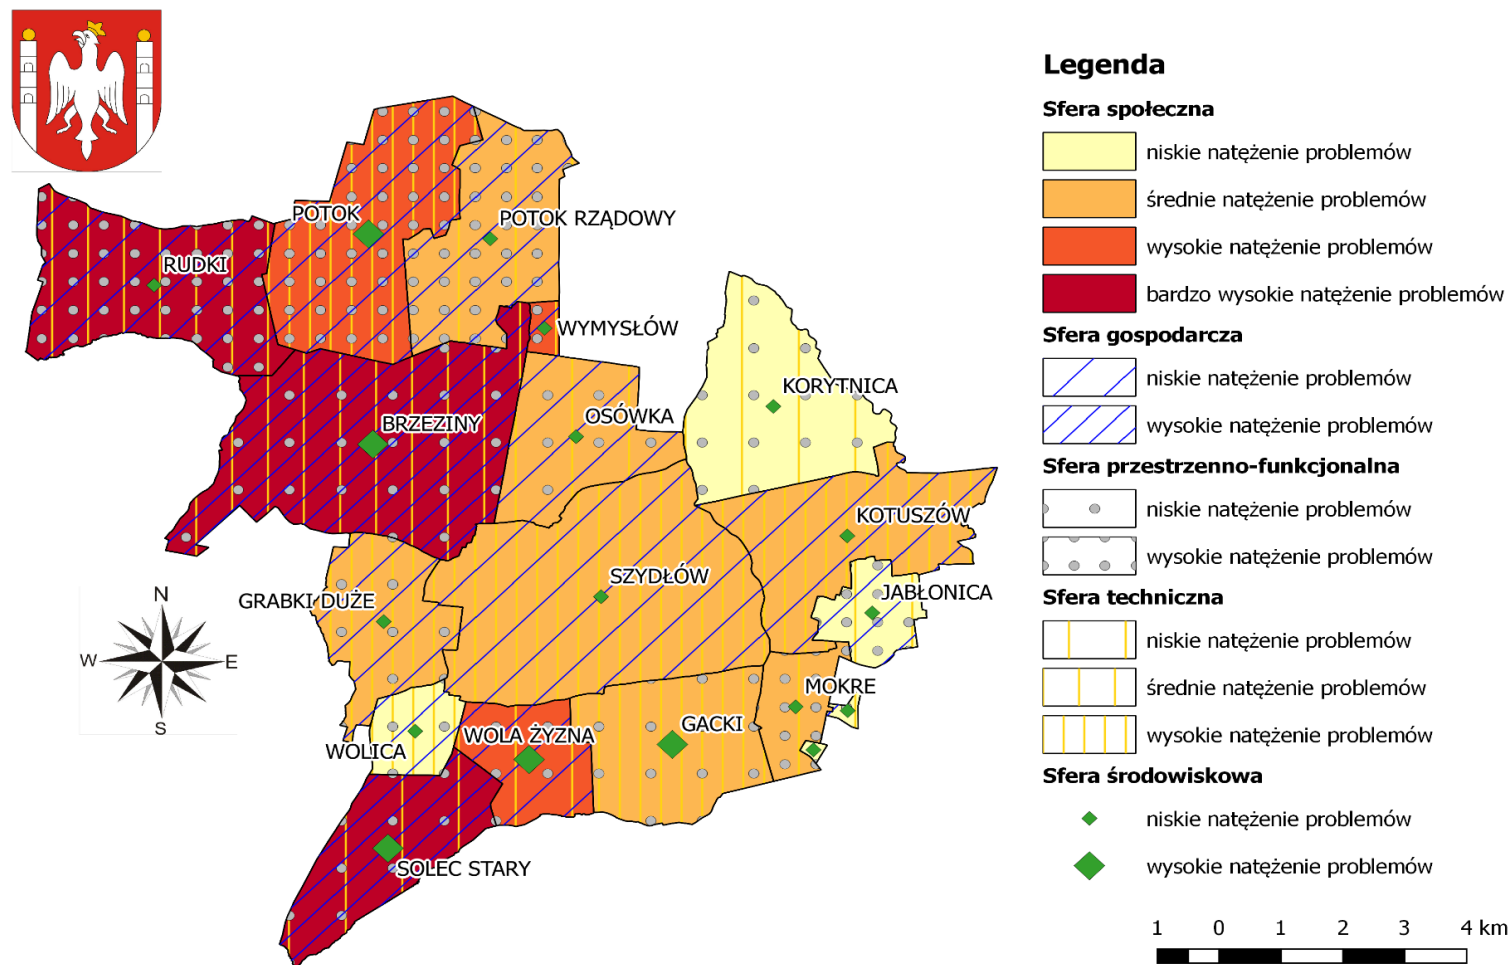 POTOK
POTOK RZĄDOWY
RUDKI
WYMYSŁÓW
KORYTNICA
OSÓWKA
BRZEZINY
KOTUSZÓW
SZYDŁÓW
JABŁONICA
GRABKI DUŻE
MOKRE
GACKI
WOLA ŻYZNA
WOLICA
SOLEC STARY
N
W
E
S
Legenda
Sfera społeczna
niskie natężenie problemów
średnie natężenie problemów
wysokie natężenie problemów
bardzo wysokie natężenie problemów
Sfera gospodarcza
niskie natężenie problemów
wysokie natężenie problemów
Sfera przestrzenno-funkcjonalna
niskie natężenie problemów
wysokie natężenie problemów
Sfera techniczna
niskie natężenie problemów
średnie natężenie problemów
wysokie natężenie problemów
Sfera środowiskowa
niskie natężenie problemów
wysokie natężenie problemów
1 0 1 2 3 4 km